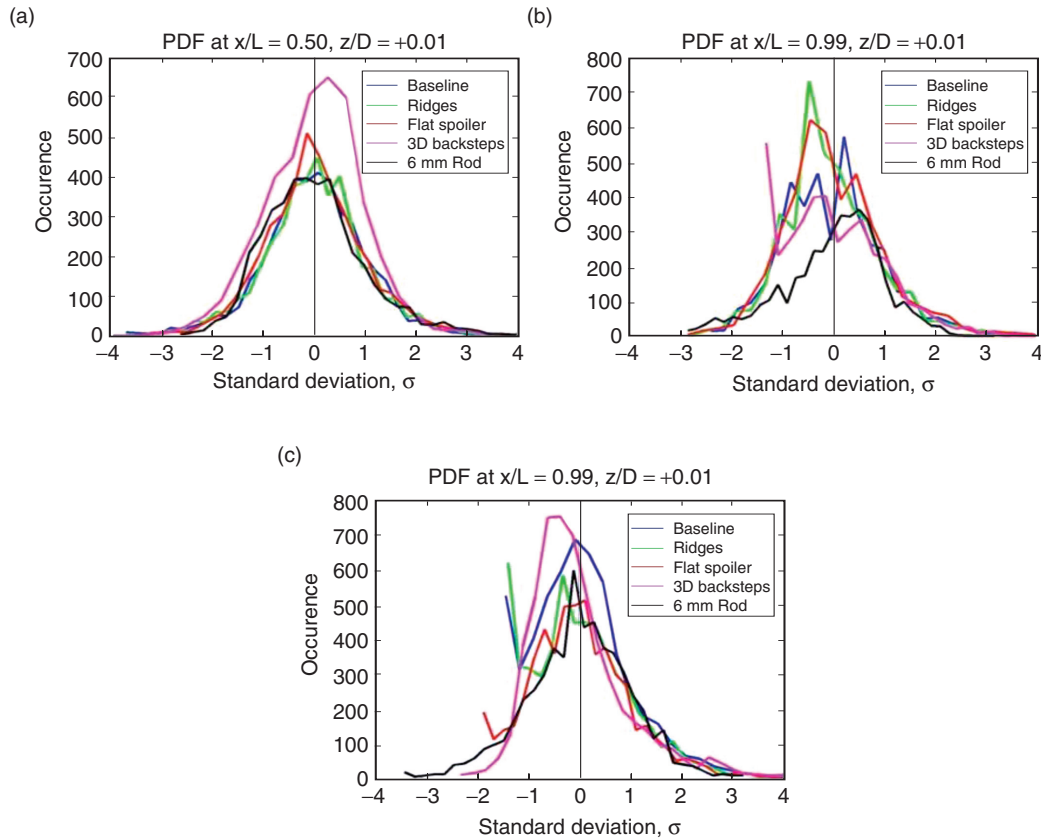 (a)
PDF at x/L = 0.50, z/D = +0.01
700
600
500
400
300
200
100
0
Occurence
Baseline
Ridges
Flat spoiler
3D backsteps
6 mm Rod
−4 −3 −2 −1 0 1 2 3 4
Standard deviation, σ
(b)
PDF at x/L = 0.99, z/D = +0.01
800
700
600
500
400
300
200
100
0
Occurence
Baseline
Ridges
Flat spoiler
3D backsteps
6 mm Rod
−4 −3 −2 −1 0 1 2 3 4
Standard deviation, σ
(c)
PDF at x/L = 0.99, z/D = +0.01
800
700
600
500
400
300
200
100
0
Occurence
Baseline
Ridges
Flat spoiler
3D backsteps
6 mm Rod
−4 −3 −2 −1 0 1 2 3 4
Standard deviation, σ